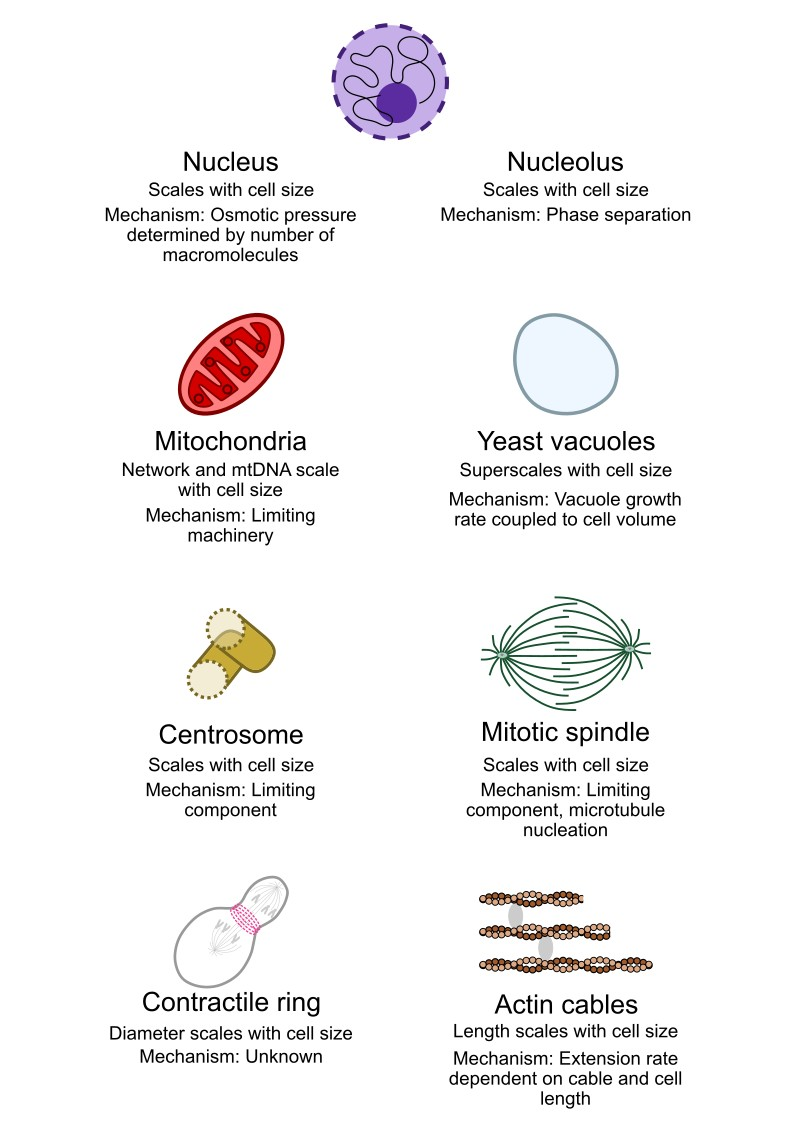 Nucleus
Scales with cell size
Mechanism: Osmotic pressure
determined by number of
macromolecules
Nucleolus
Scales with cell size
Mechanism: Phase separation
Mitochondria
Network and mtDNA scale
with cell size
Mechanism: Limiting
machinery
Yeast vacuoles
Superscales with cell size
Mechanism: Vacuole growth
rate coupled to cell volume
Centrosome
Scales with cell size
Mechanism: Limiting
component
Mitotic spindle
Scales with cell size
Mechanism: Limiting
component, microtubule
nucleation
Contractile ring
Diameter scales with cell size
Mechanism: Unknown
Actin cables
Length scales with cell size
Mechanism: Extension rate
dependent on cable and cell
length